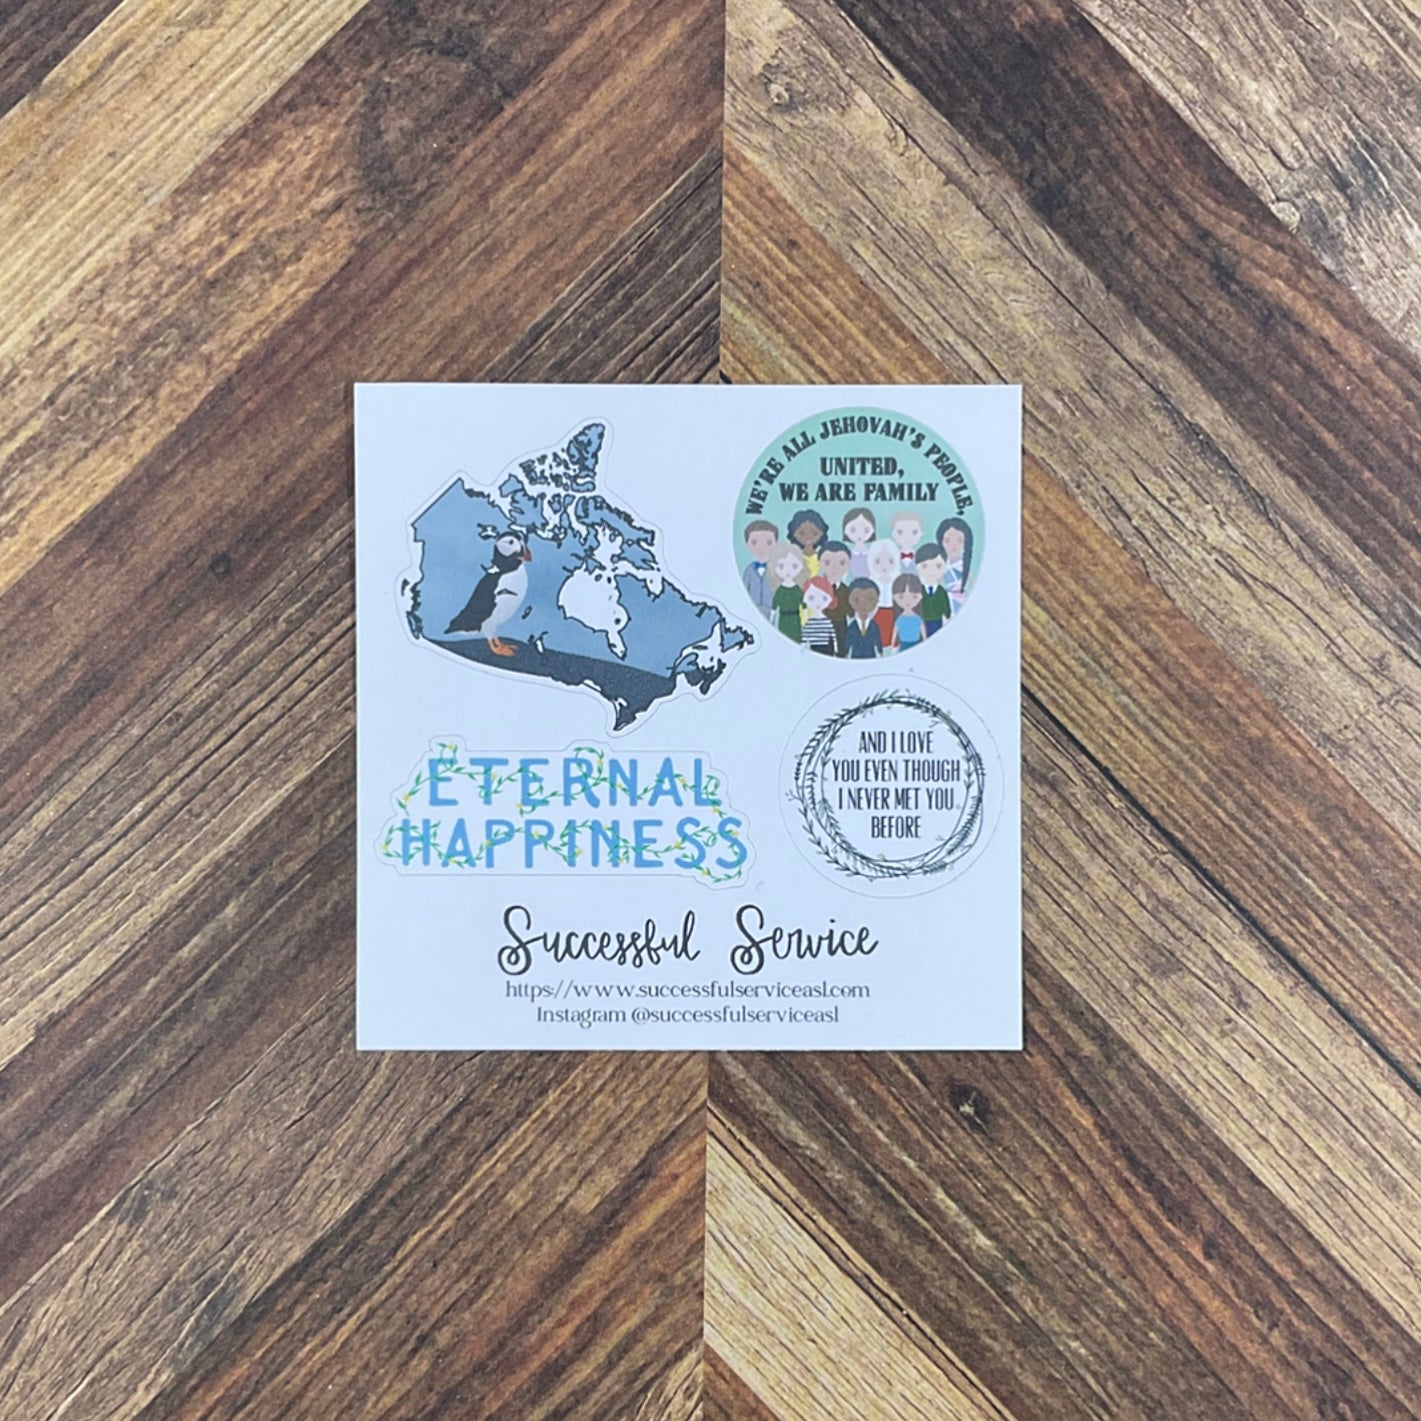 WE'RE ALL JEHOVAH'S PEOPLE,
UNITED,
WE ARE FAMILY
ETERNAL
HAPPINESS
AND I LOVE
YOU EVEN THOUGH
I NEVER MET YOU
BEFORE
Successful Service
https://www.successfulserviceasl.com
Instagram @successfulserviceasl